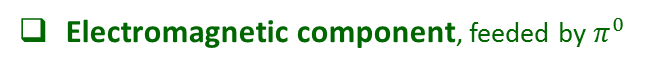 ❑ Electromagnetic component, feeded by π⁰